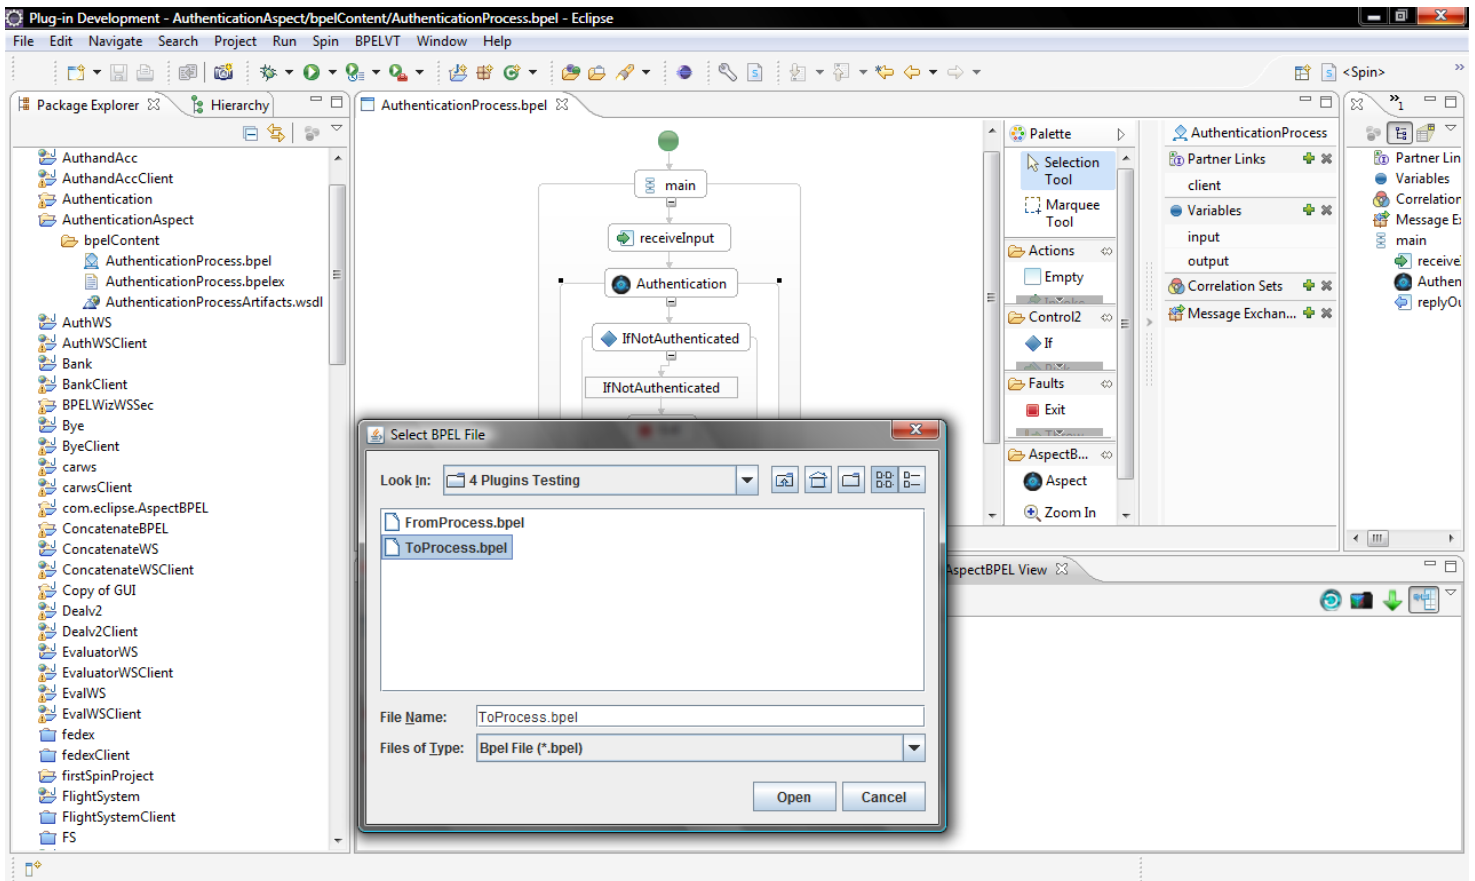 Plug-in Development - AuthenticationAspect/bpelContent/AuthenticationProcess.bpel - Eclipse
File Edit Navigate Search Project Run Spin BPELVT Window Help
<Spin>
Package Explorer
Hierarchy
AuthandAcc
AuthandAccClient
Authentication
AuthenticationAspect
bpelContent
AuthenticationProcess.bpel
AuthenticationProcess.bpelex
AuthenticationProcessArtifacts.wsdl
AuthWS
AuthWSClient
Bank
BankClient
BPELWizWSSec
Bye
ByeClient
carws
carwsClient
com.eclipse.AspectBPEL
ConcatenateBPEL
ConcatenateWS
ConcatenateWSClient
Copy of GUI
Dealv2
Dealv2Client
EvaluatorWS
EvaluatorWSClient
EvalWS
EvalWSClient
fedex
fedexClient
firstSpinProject
FlightSystem
FlightSystemClient
FS
AuthenticationProcess.bpel
main
receiveInput
Authentication
IfNotAuthenticated
IfNotAuthenticated
Palette
Selection
Tool
Marquee
Tool
Actions
Empty
Control2
If
Faults
Exit
AspectB...
Aspect
Zoom In
AuthenticationProcess
Partner Links
client
Variables
input
output
Correlation Sets
Message Exchan...
1
Partner Lin
Variables
Correlation
Message E
main
receive
Authen
replyOu
Select BPEL File
Look In: 4 Plugins Testing
FromProcess.bpel
ToProcess.bpel
File Name: ToProcess.bpel
Files of Type: Bpel File (*.bpel)
Open Cancel
AspectBPEL View